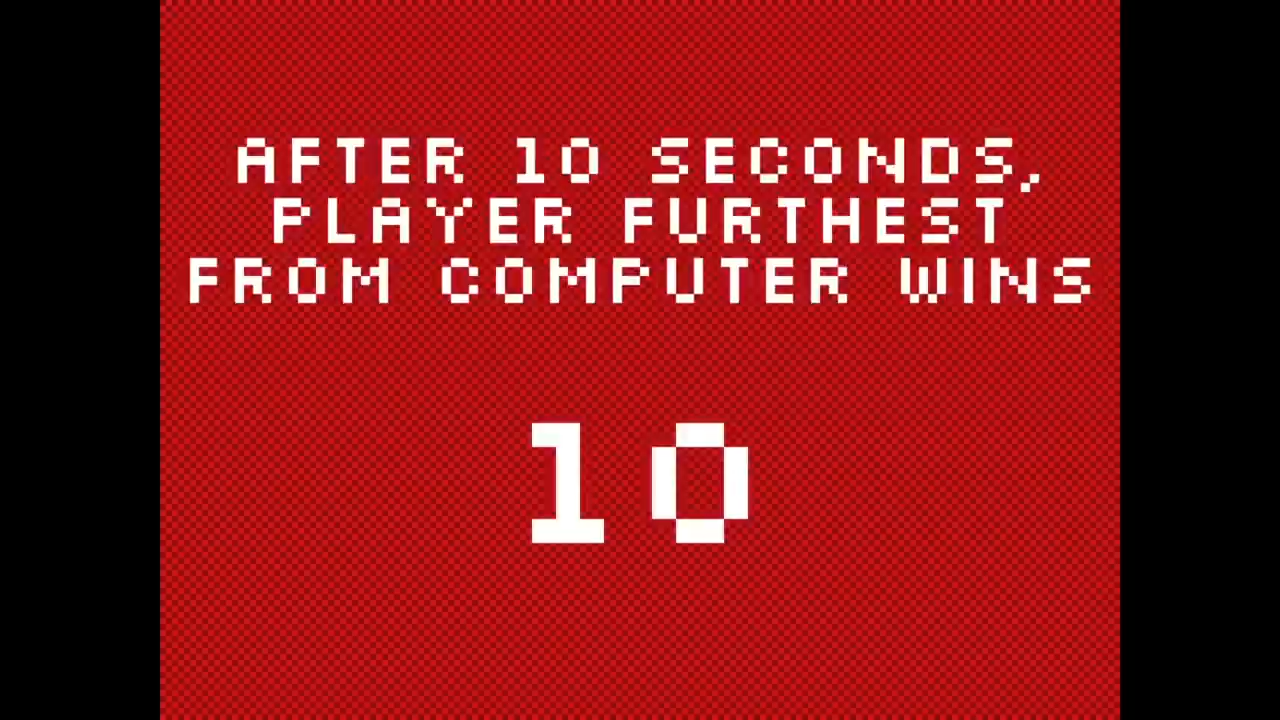 AFTER 10 SECONDS,
PLAYER FURTHEST
FROM COMPUTER WINS
10